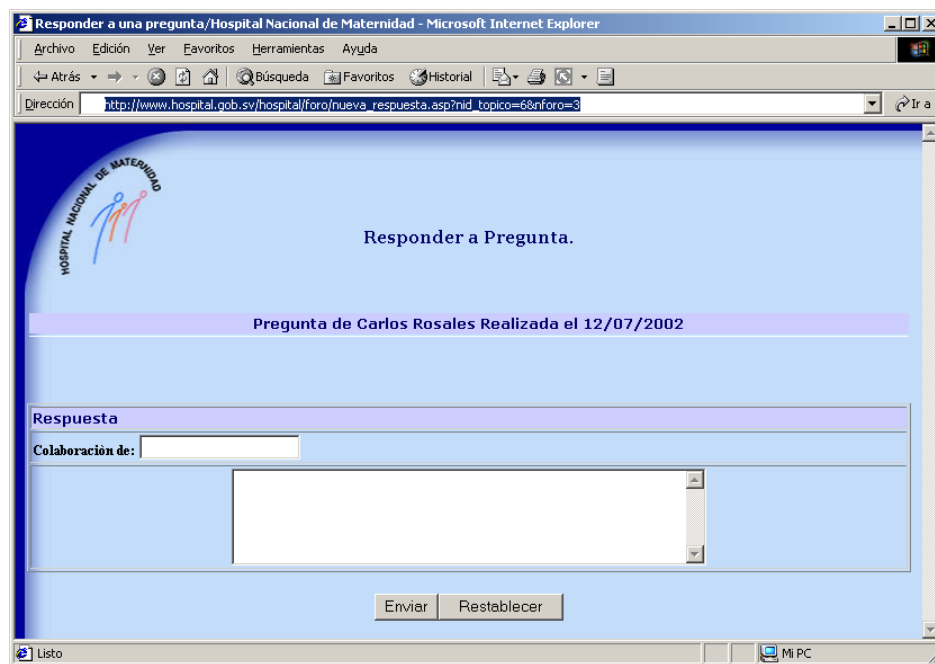 Responder a una pregunta/Hospital Nacional de Maternidad - Microsoft Internet Explorer
Archivo Edición Ver Favoritos Herramientas Ayuda
Atrás Búsqueda Favoritos Historial
Dirección http://www.hospital.gob.sv/hospital/foro/nueva_respuesta.asp?nid_topico=6&nforo=3 Ir a
HOSPITAL NACIONAL DE MATERNIDAD
Responder a Pregunta.
Pregunta de Carlos Rosales Realizada el 12/07/2002
Respuesta
Colaboraciòn de:
Enviar Restablecer
Listo Mi PC